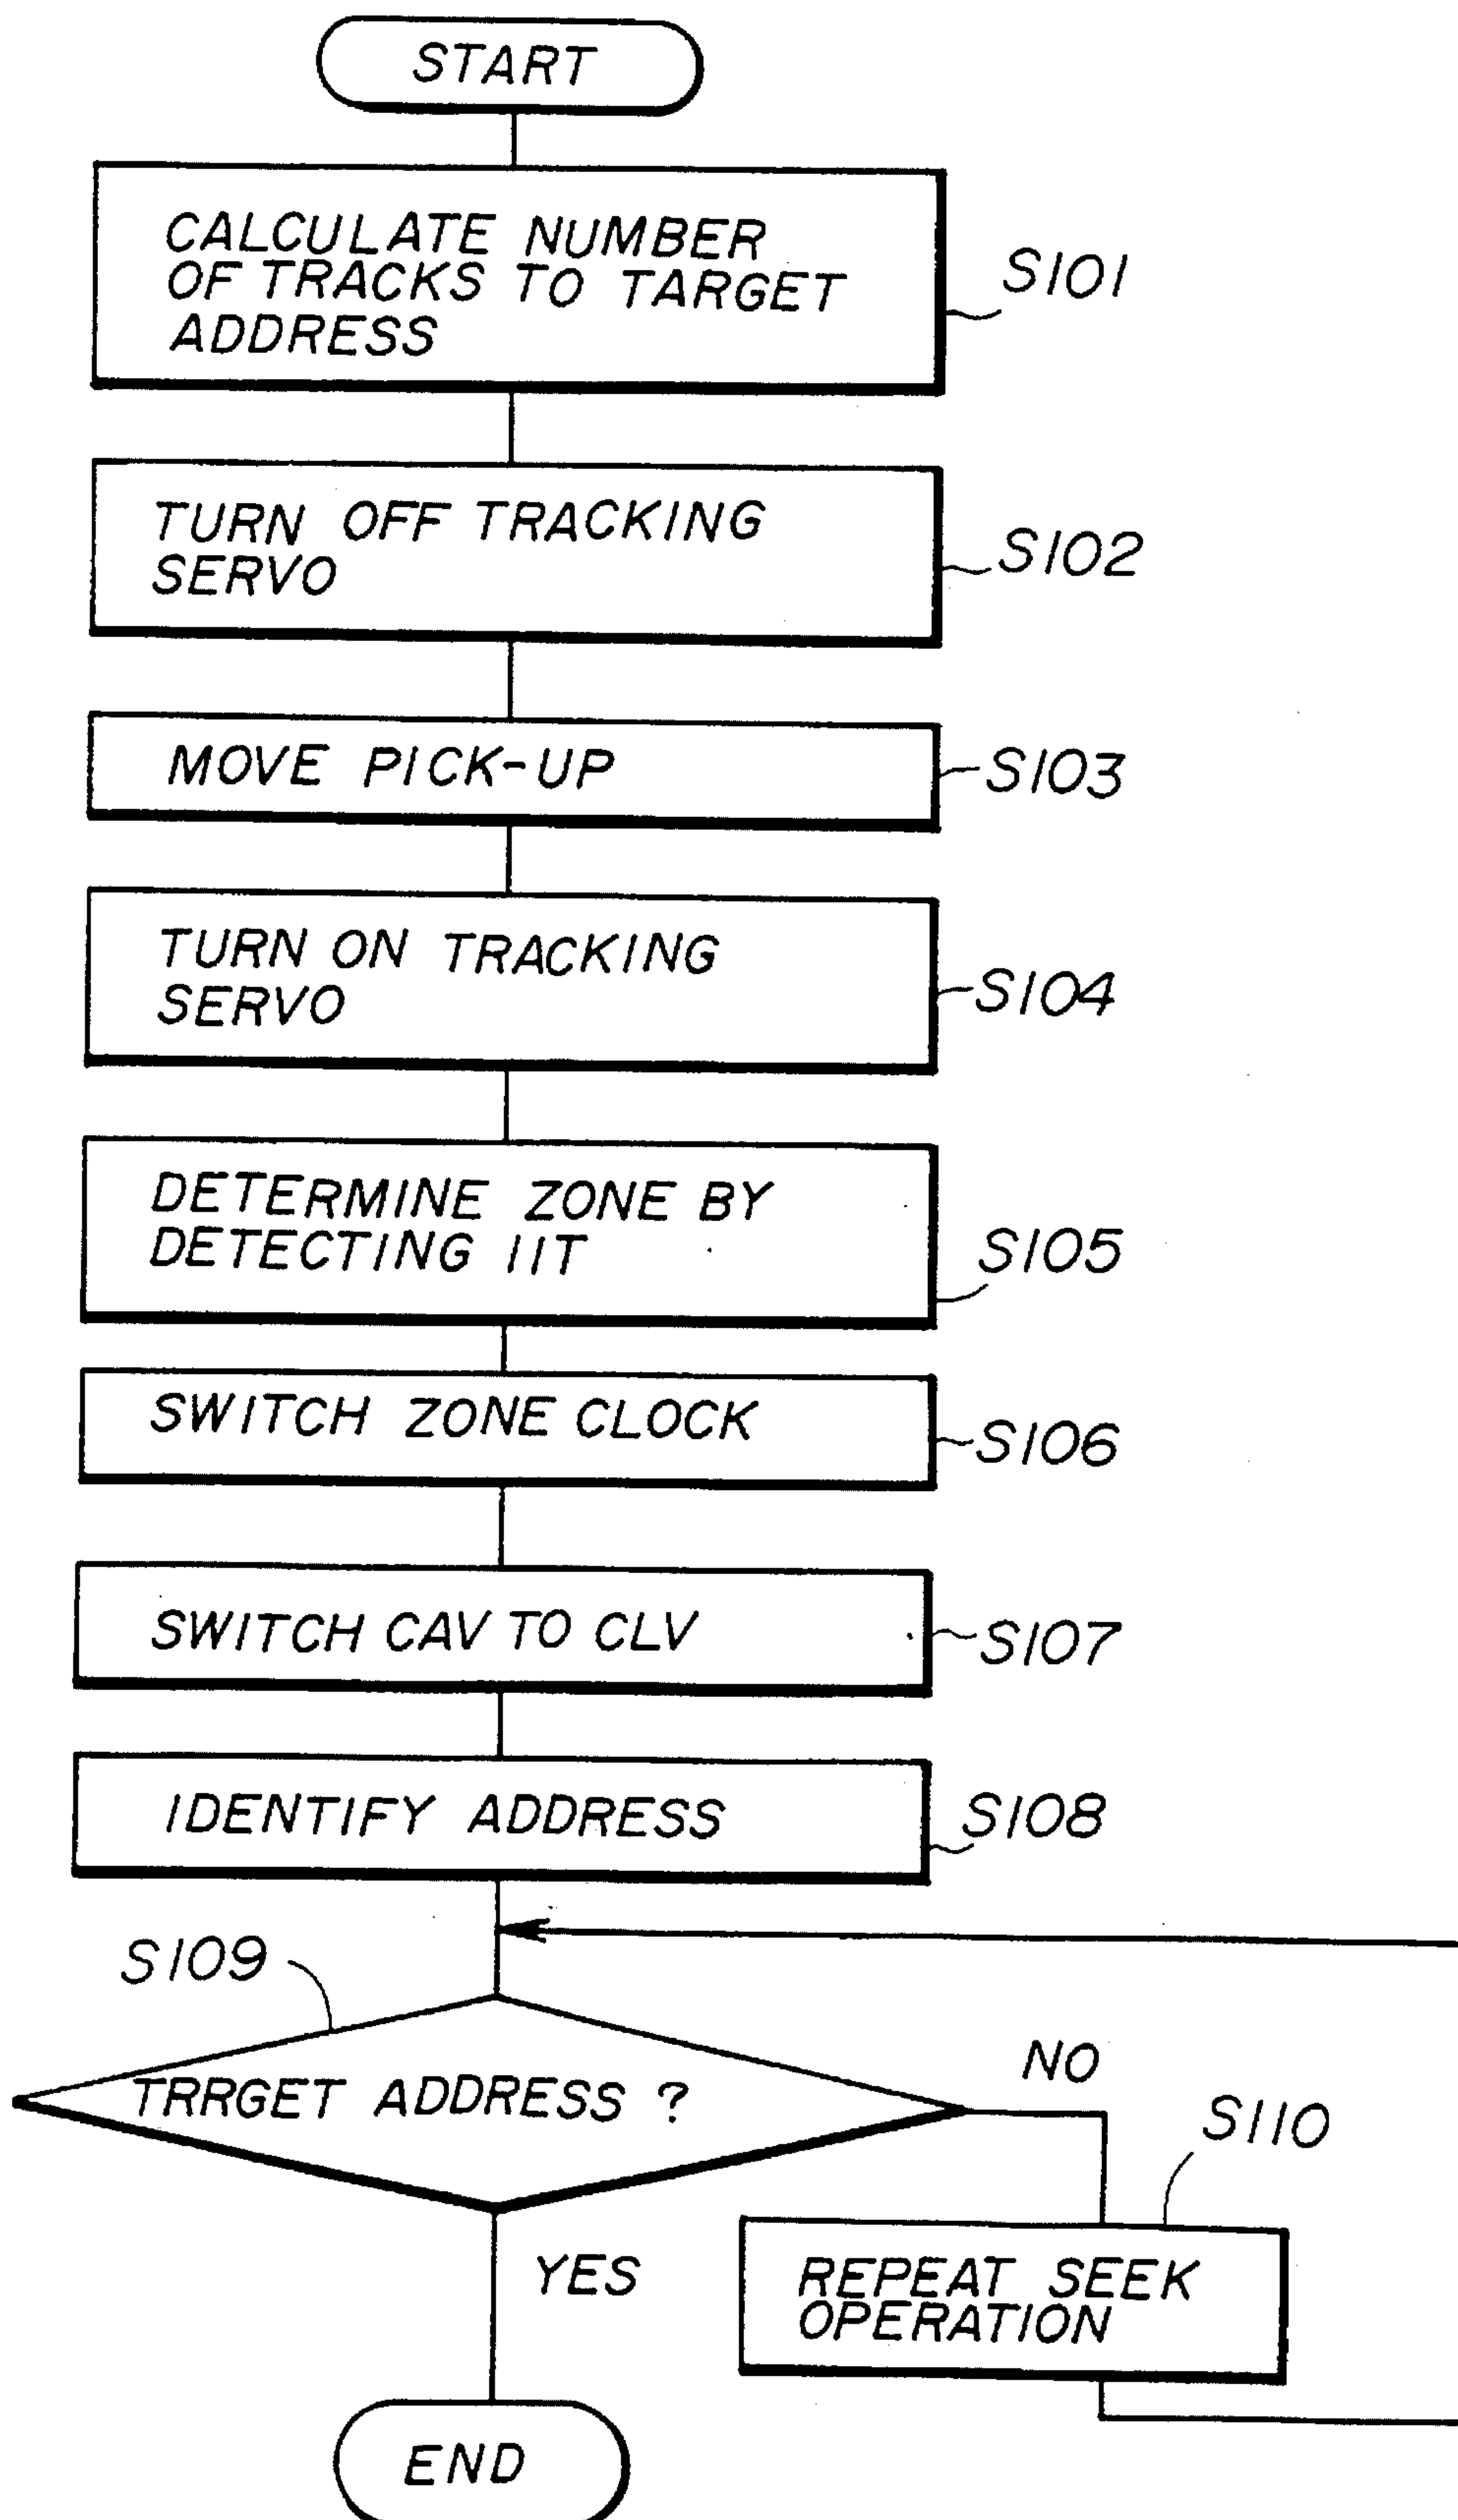 START
CALCULATE NUMBER
OF TRACKS TO TARGET
ADDRESS
S101
TURN OFF TRACKING
SERVO
S102
MOVE PICK-UP
S103
TURN ON TRACKING
SERVO
S104
DETERMINE ZONE BY
DETECTING IIT
S105
SWITCH ZONE CLOCK
S106
SWITCH CAV TO CLV
S107
IDENTIFY ADDRESS
S108
S109
TRRGET ADDRESS ?
NO
S110
YES
REPEAT SEEK
OPERATION
END